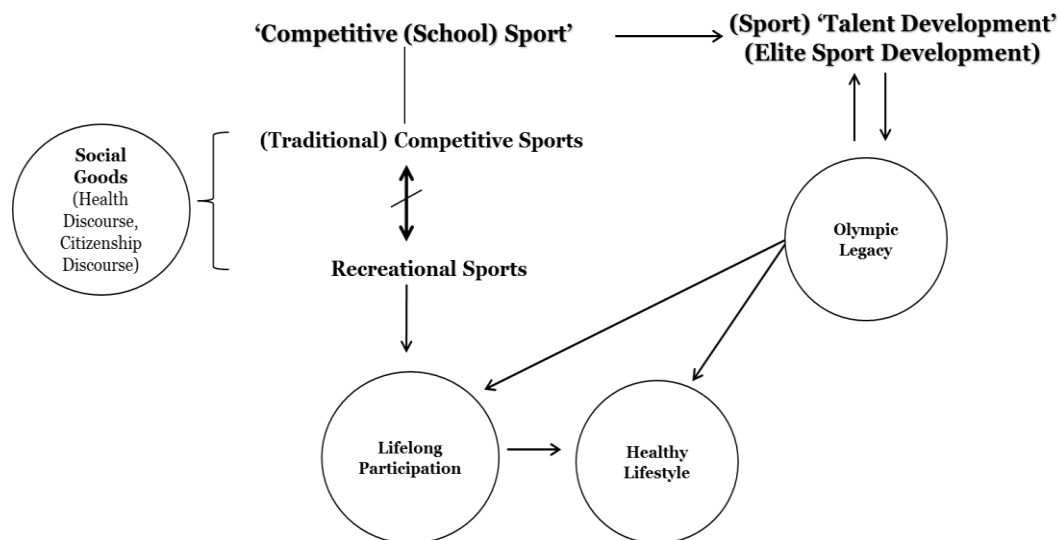 ‘Competitive (School) Sport’
(Sport) ‘Talent Development’
(Elite Sport Development)
(Traditional) Competitive Sports
Social
Goods
(Health
Discourse,
Citizenship
Discourse)
Olympic
Legacy
Recreational Sports
Lifelong
Participation
Healthy
Lifestyle